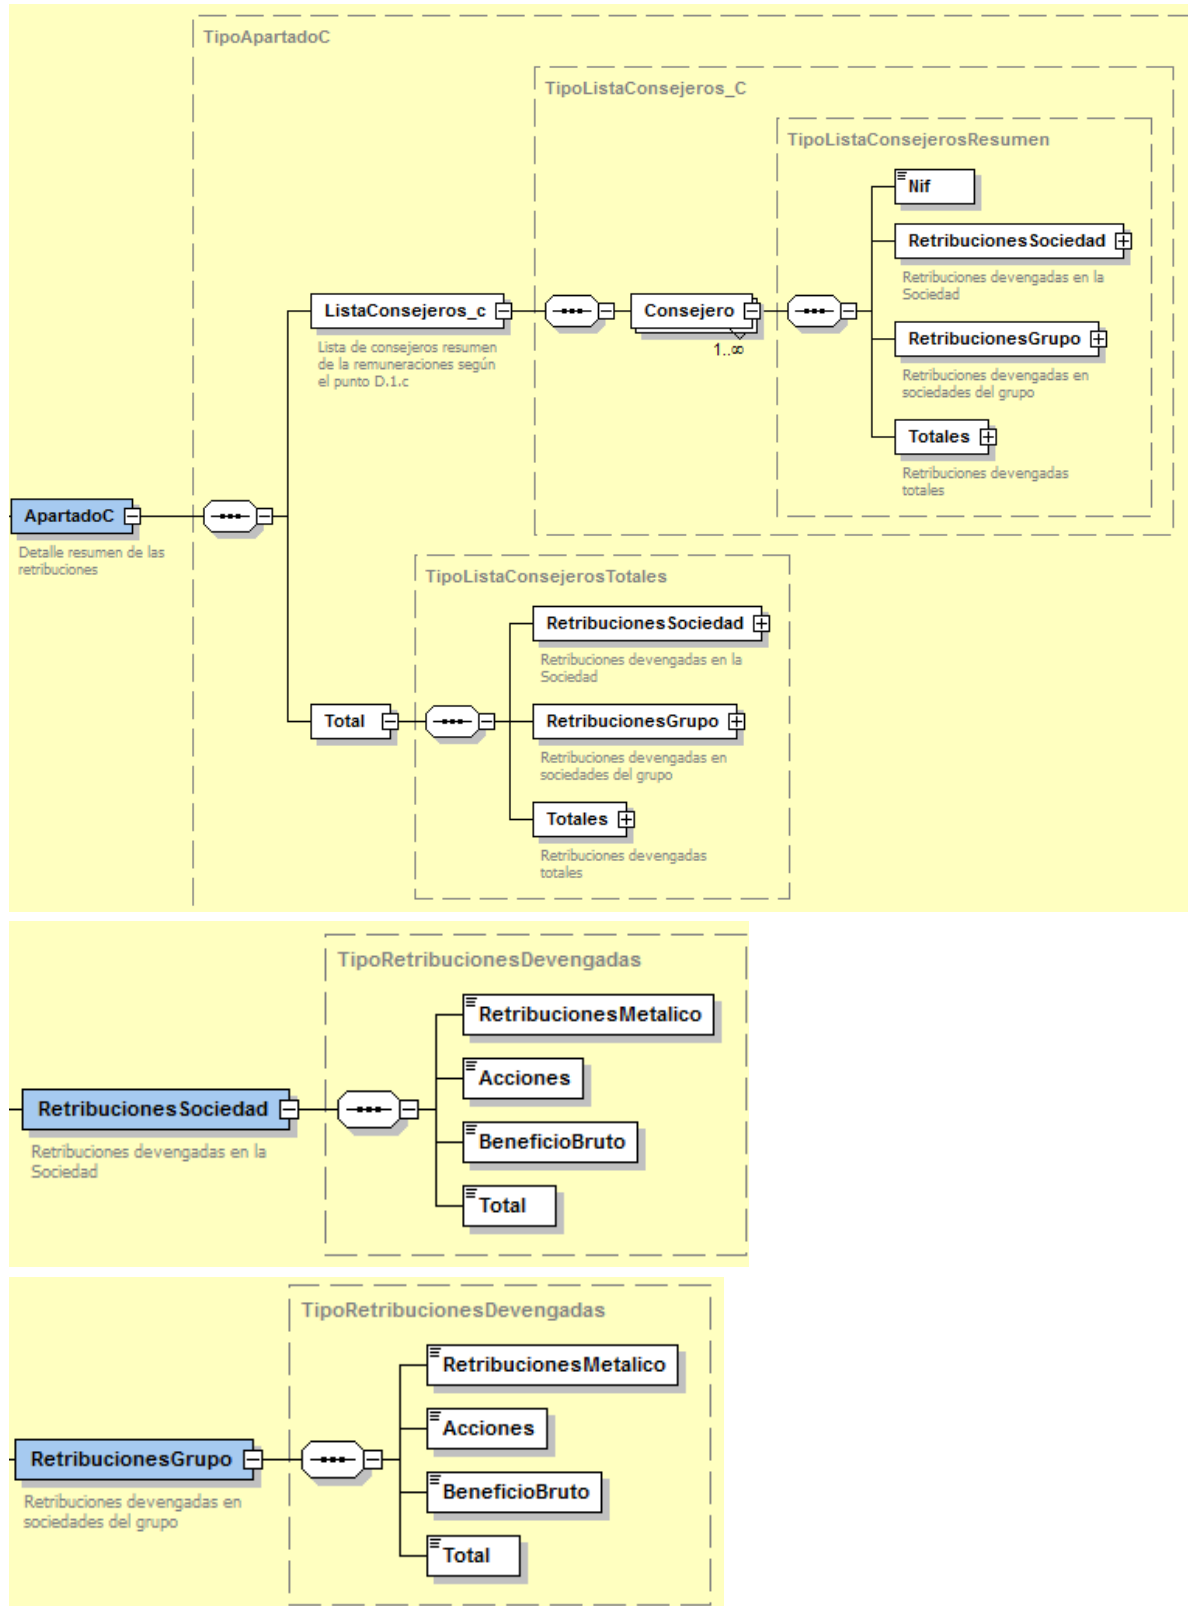 TipoApartadoC
TipoListaConsejeros_C
TipoListaConsejerosResumen
Nif
RetribucionesSociedad
Retribuciones devengadas en la
Sociedad
ListaConsejeros_c
Lista de consejeros resumen
de la remuneraciones según
el punto D.1.c
Consejero
1..∞
RetribucionesGrupo
Retribuciones devengadas en
sociedades del grupo
Totales
Retribuciones devengadas
totales
ApartadoC
Detalle resumen de las
retribuciones
TipoListaConsejerosTotales
RetribucionesSociedad
Retribuciones devengadas en la
Sociedad
Total
RetribucionesGrupo
Retribuciones devengadas en
sociedades del grupo
Totales
Retribuciones devengadas
totales
TipoRetribucionesDevengadas
RetribucionesMetalico
Acciones
RetribucionesSociedad
Retribuciones devengadas en la
Sociedad
BeneficioBruto
Total
TipoRetribucionesDevengadas
RetribucionesMetalico
Acciones
RetribucionesGrupo
Retribuciones devengadas en
sociedades del grupo
BeneficioBruto
Total